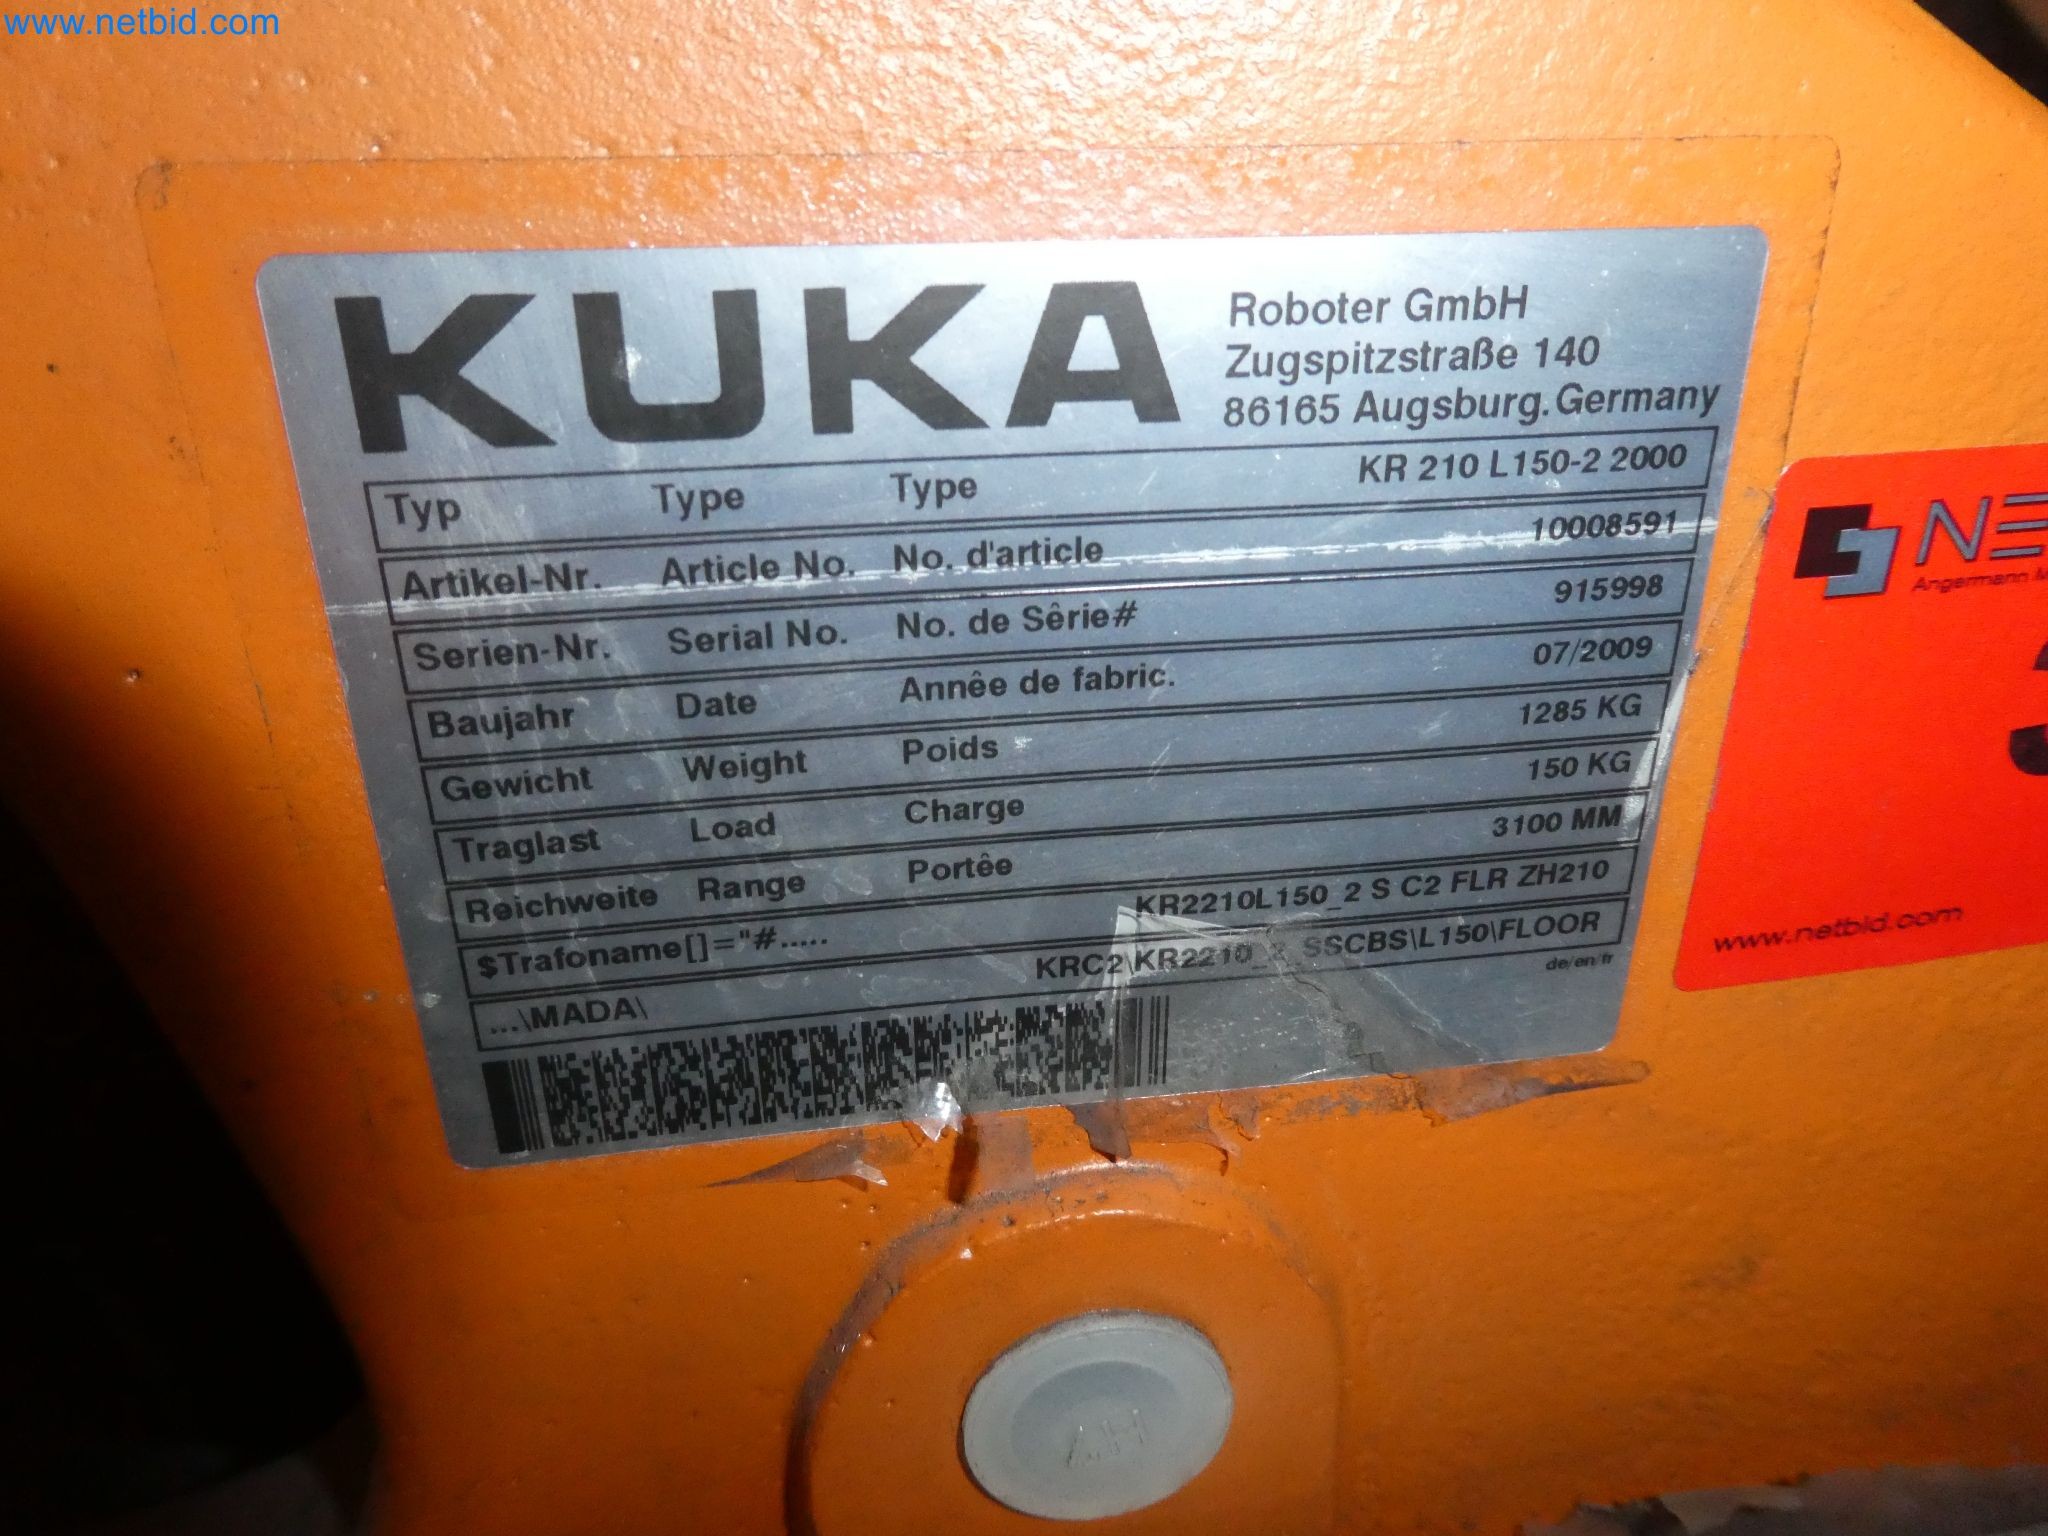 www.netbid.com
KUKA
Roboter GmbH
Zugspitzstraße 140
86165 Augsburg.Germany
Typ Type Type KR 210 L150-2 2000
Artikel-Nr. Article No. No. d'article 10008591
Serien-Nr. Serial No. No. de Sêrie# 915998
Baujahr Date Annêe de fabric. 07/2009
Gewicht Weight Poids 1285 KG
Traglast Load Charge 150 KG
Reichweite Range Portêe 3100 MM
$Trafoname[]="#..... KR2210L150_2 S C2 FLR ZH210
...\MADA\ KRC2\KR2210_2_SSCBS\L150\FLOOR
de/en/fr
Angermann
www.netbid.com